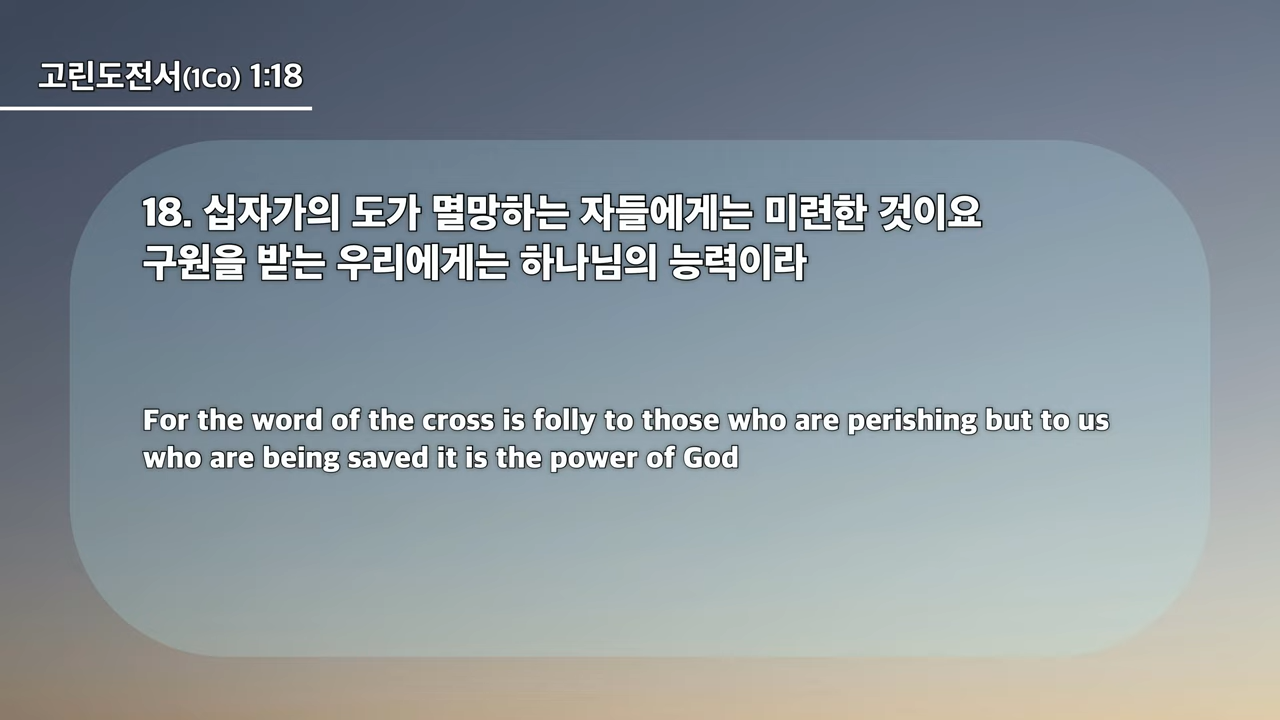 고린도전서(1Co) 1:18
18. 십자가의 도가 멸망하는 자들에게는 미련한 것이요
구원을 받는 우리에게는 하나님의 능력이라
For the word of the cross is folly to those who are perishing but to us
who are being saved it is the power of God